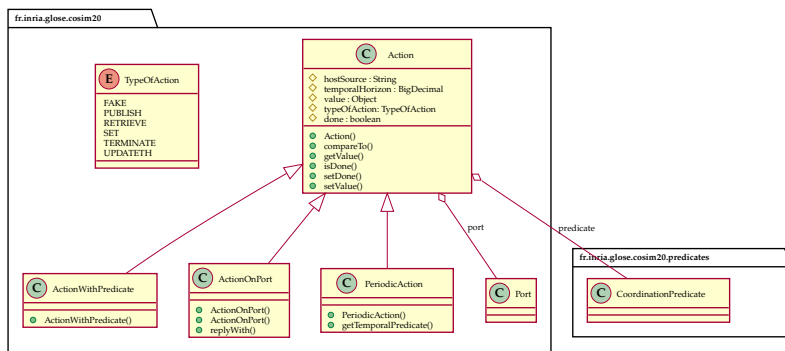 fr.inria.glose.cosim20
C Action
hostSource : String
temporalHorizon : BigDecimal
value : Object
typeOfAction: TypeOfAction
done : boolean
Action()
compareTo()
getValue()
isDone()
setDone()
setValue()
E TypeOfAction
FAKE
PUBLISH
RETRIEVE
SET
TERMINATE
UPDATETH
port
predicate
fr.inria.glose.cosim20.predicates
C ActionWithPredicate
ActionWithPredicate()
C ActionOnPort
ActionOnPort()
ActionOnPort()
replyWith()
C PeriodicAction
PeriodicAction()
getTemporalPredicate()
C Port
C CoordinationPredicate